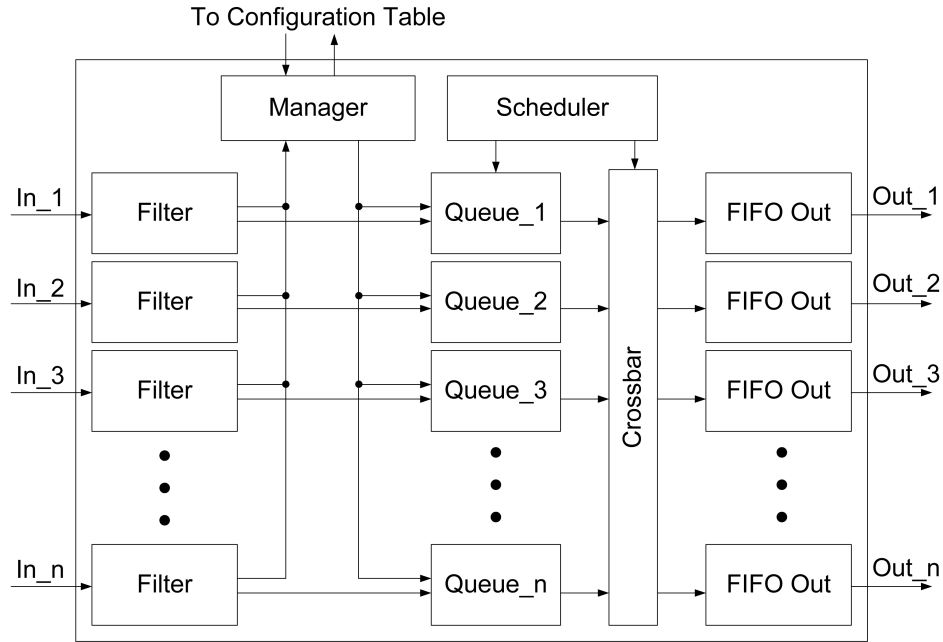 To Configuration Table
Manager
Scheduler
In_1
Filter
Queue_1
FIFO Out
Out_1
In_2
Filter
Queue_2
FIFO Out
Out_2
In_3
Filter
Queue_3
Crossbar
FIFO Out
Out_3
In_n
Filter
Queue_n
FIFO Out
Out_n